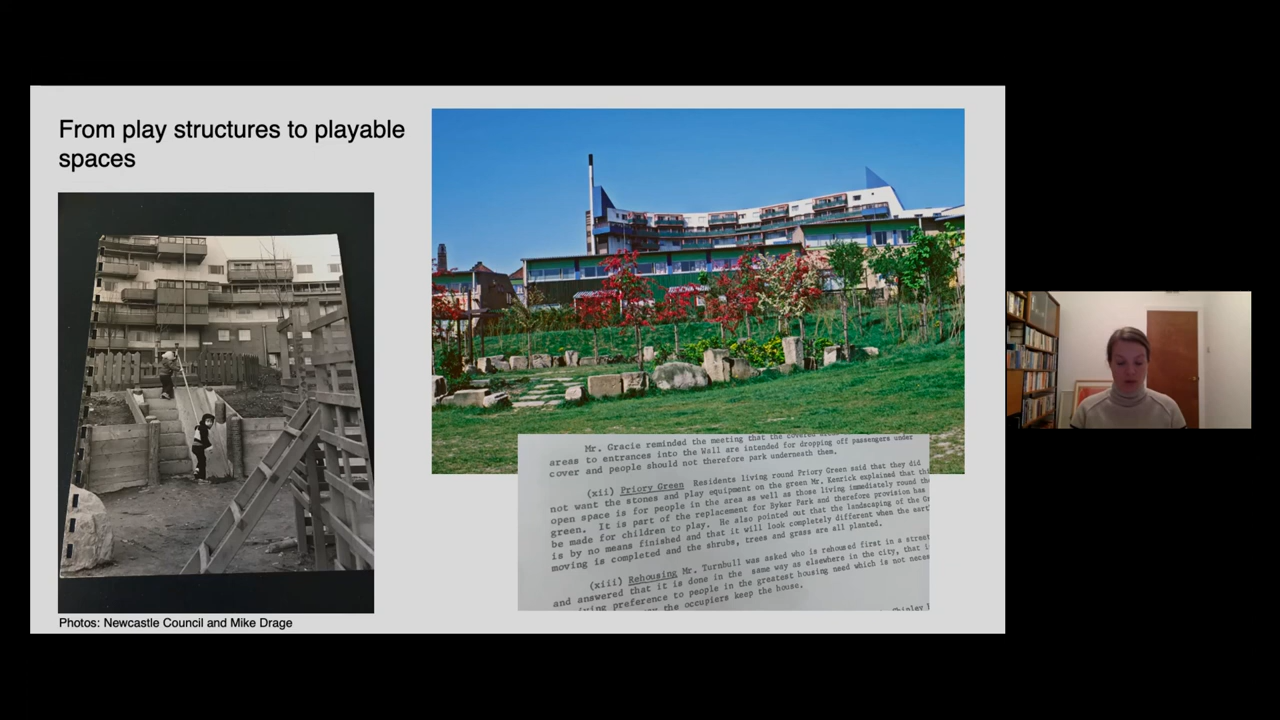 From play structures to playable
spaces
Photos: Newcastle Council and Mike Drage
Mr. Gracie reminded the meeting that the
areas to entrances into the Wall are intended for dropping off passengers under
cover and people should not therefore park underneath them.
(xii) Priory Green Residents living round Priory Green said that they did
not want the stones and play equipment on the green Mr. Kenrick explained that
open space is for people in the area as well as those living immediately round
green. It is part of the replacement for Byker Park and therefore provision has
be made for children to play. He also pointed out that the landscaping of the
is by no means finished and that it will look completely different when the
moving is completed and the shrubs, trees and grass are all planted.
(xiii) Rehousing Mr. Turnbull was asked who is rehoused first in a street
and answered that it is done in the same way as elsewhere in the city, that
preference to people in the greatest housing need which is not
the occupiers keep the house.